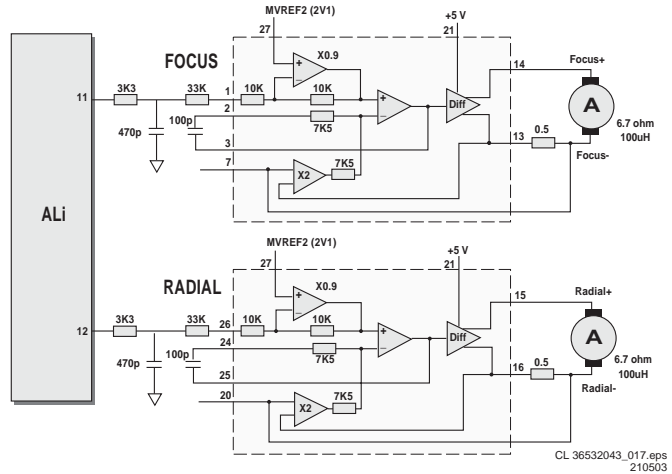 MVREF2 (2V1)
+5 V
27
21
FOCUS
X0.9
14
Focus+
3K3
33K
1
10K
10K
11
2
Diff
A
470p
100p
7K5
13
0.5
6.7 ohm
100uH
3
Focus-
7
X2
7K5
ALi
MVREF2 (2V1)
+5 V
27
21
RADIAL
X0.9
15
Radial+
3K3
33K
26
10K
10K
12
24
Diff
A
470p
100p
7K5
16
0.5
6.7 ohm
100uH
25
Radial-
20
X2
7K5
CL 36532043_017.eps
210503